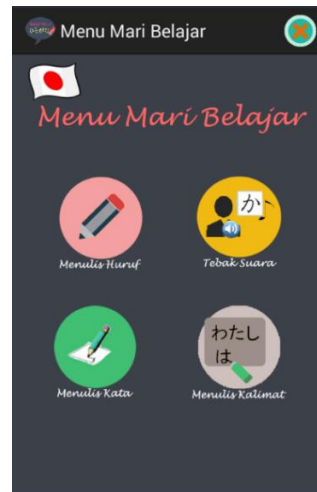 Menu Mari Belajar
Menu Mari Belajar
か
Menulis Huruf
Tebak Suara
わたし
は
Menulis Kata
Menulis Kalimat